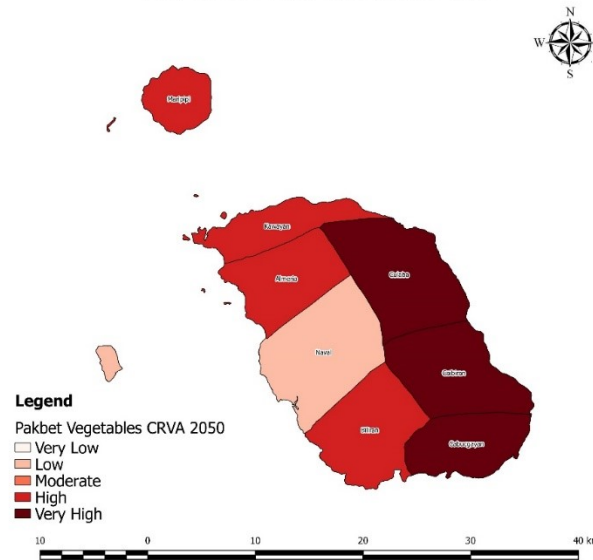 N
W E
S
Maripipi
Kawayan
Almeria
Culaba
Naval
Caibiran
Biliran
Cabucgayan
Legend
Pakbet Vegetables CRVA 2050
Very Low
Low
Moderate
High
Very High
10 0 10 20 30 40 km